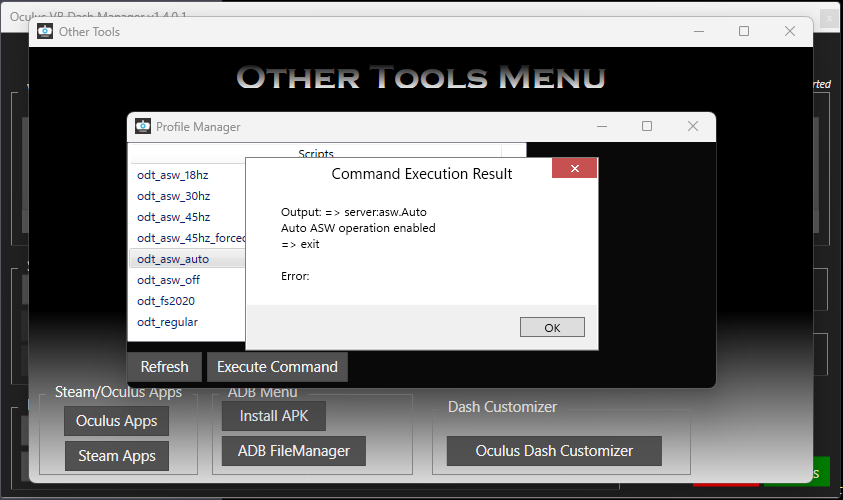 Oculus VR Dash Manager v1.4.0.1
Other Tools
Other Tools Menu
rted
Profile Manager
Scripts
odt_asw_18hz
odt_asw_30hz
odt_asw_45hz
odt_asw_45hz_forced
odt_asw_auto
odt_asw_off
odt_fs2020
odt_regular
Command Execution Result
Output: => server:asw.Auto
Auto ASW operation enabled
=> exit
Error:
OK
Refresh
Execute Command
Steam/Oculus Apps
Oculus Apps
Steam Apps
ADB Menu
Install APK
ADB FileManager
Dash Customizer
Oculus Dash Customizer
s